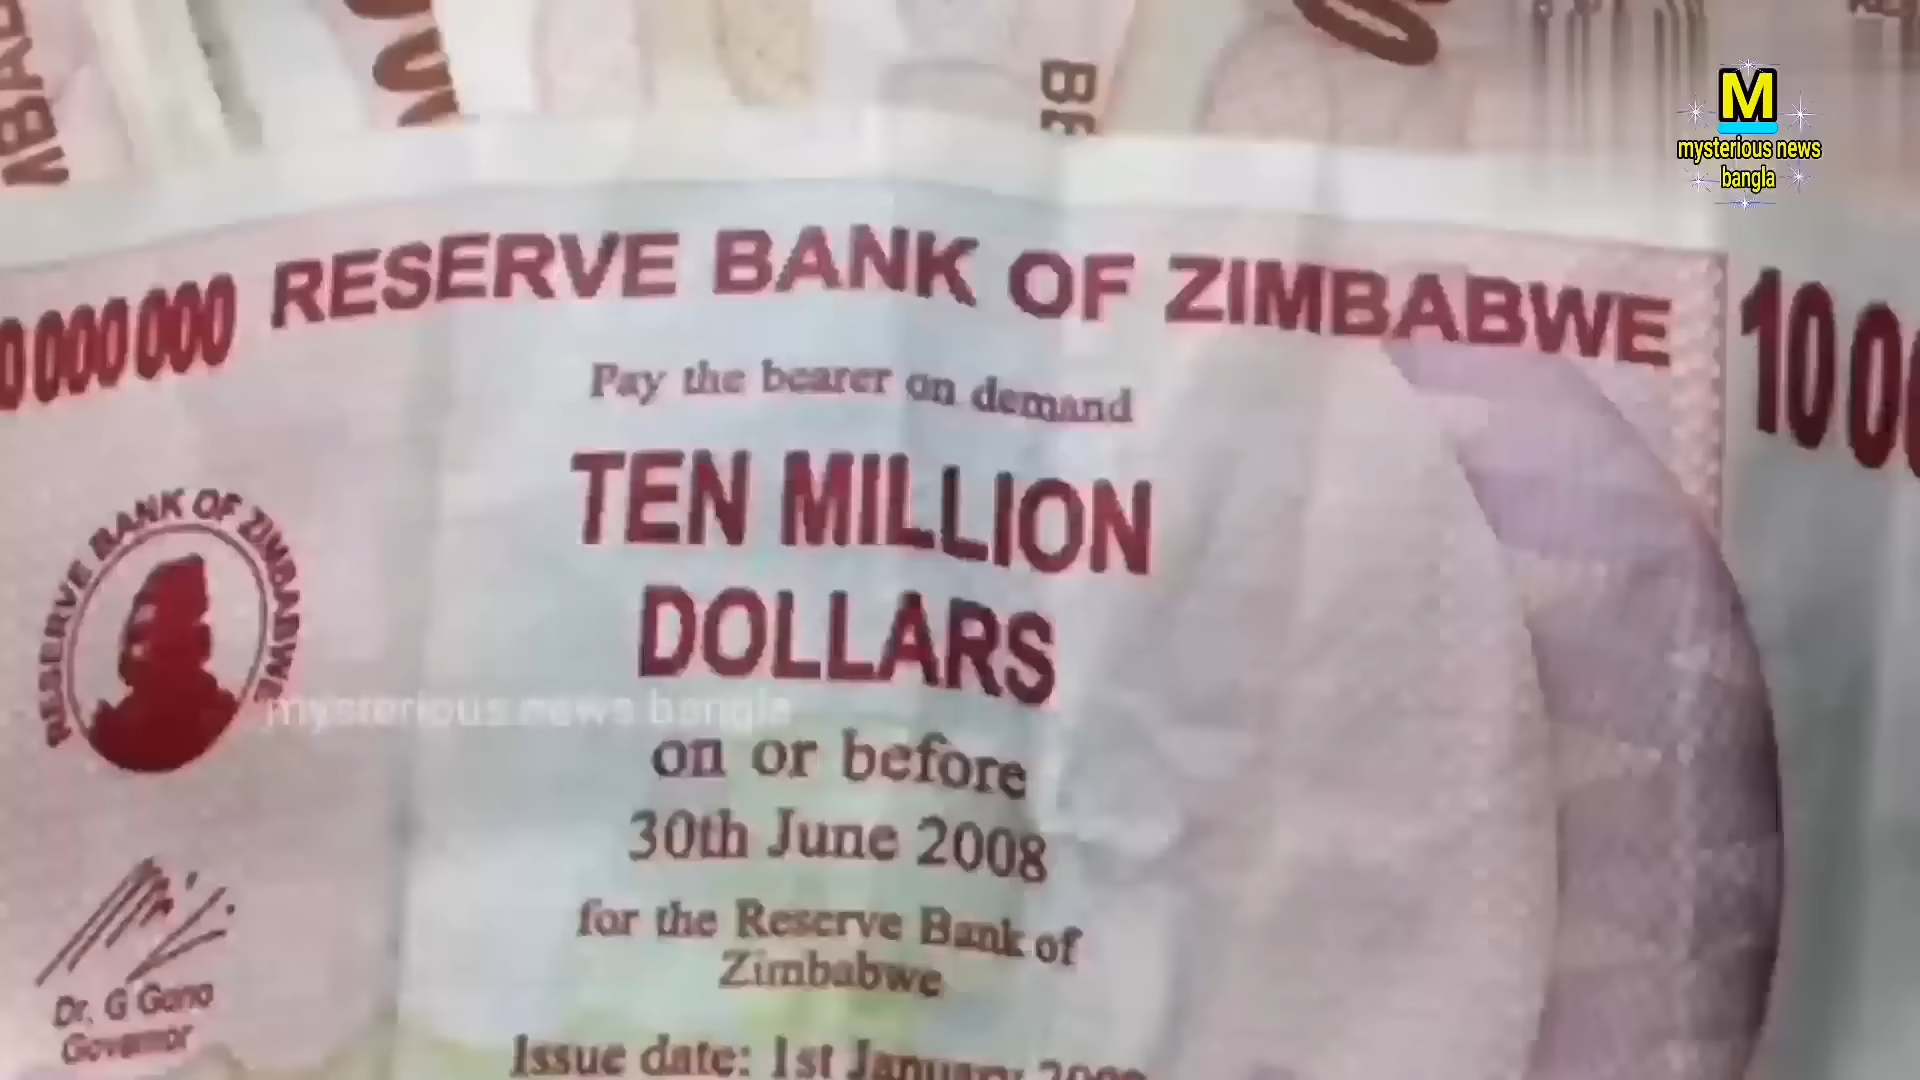 M
mysterious news
bangla
RESERVE BANK OF ZIMBABWE
Pay the bearer on demand
TEN MILLION
DOLLARS
RESERVE BANK OF ZIMBABWE
mysterious news bangla
on or before
30th June 2008
for the Reserve Bank of
Zimbabwe
Dr. G Gono
Governor
Issue date: 1st January 2008